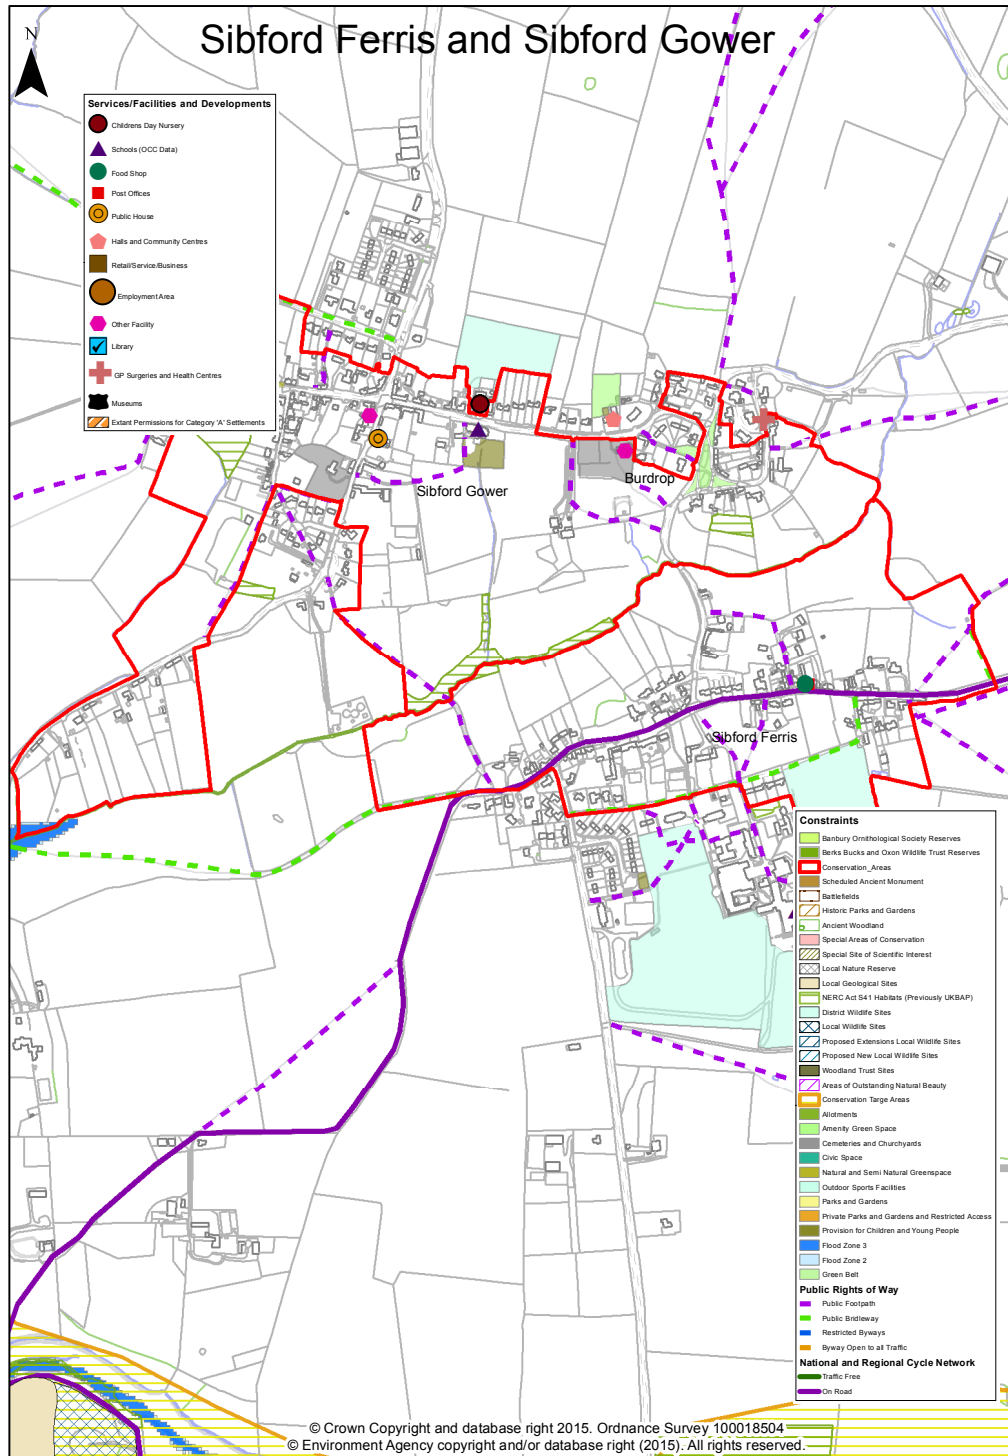 Sibford Ferris and Sibford Gower
N
Services/Facilities and Developments
Childrens Day Nursery
Schools (OCC Data)
Food Shop
Post Offices
Public House
Halls and Community Centres
Retail/Service/Business
Employment Area
Other Facility
Library
GP Surgeries and Health Centres
Museums
Extant Permissions for Category 'A' Settlements
Sibford Gower
Burdrop
Sibford Ferris
Constraints
Banbury Ornithological Society Reserves
Berks Bucks and Oxon Wildlife Trust Reserves
Conservation_Areas
Scheduled Ancient Monument
Battlefields
Historic Parks and Gardens
Ancient Woodland
Special Areas of Conservation
Special Site of Scientific Interest
Local Nature Reserve
Local Geological Sites
NERC Act S41 Habitats (Previously UKBAP)
District Wildlife Sites
Local Wildlife Sites
Proposed Extensions Local Wildlife Sites
Proposed New Local Wildlife Sites
Woodland Trust Sites
Areas of Outstanding Natural Beauty
Conservation Targe Areas
Allotments
Amenity Green Space
Cemeteries and Churchyards
Civic Space
Natural and Semi Natural Greenspace
Outdoor Sports Facilities
Parks and Gardens
Private Parks and Gardens and Restricted Access
Provision for Children and Young People
Flood Zone 3
Flood Zone 2
Green Belt
Public Rights of Way
Public Footpath
Public Bridleway
Restricted Byways
Byway Open to all Traffic
National and Regional Cycle Network
Traffic Free
On Road
© Crown Copyright and database right 2015. Ordnance Survey 100018504
© Environment Agency copyright and/or database right (2015). All rights reserved.